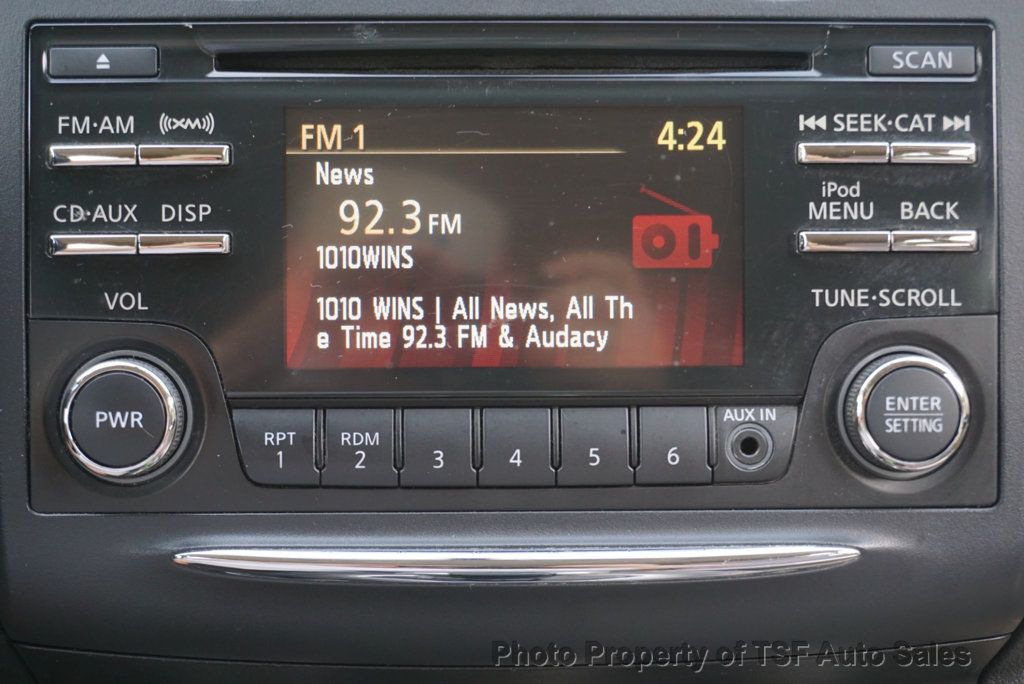 SCAN
FM·AM
((XM))
SEEK·CAT
FM 1
4:24
News
92.3 FM
1010WINS
1010 WINS | All News, All Th
e Time 92.3 FM & Audacy
CD·AUX
DISP
iPod
MENU
BACK
VOL
TUNE·SCROLL
PWR
RPT
1
RDM
2
3
4
5
6
AUX IN
ENTER
SETTING
Photo Property of TSF Auto Sales